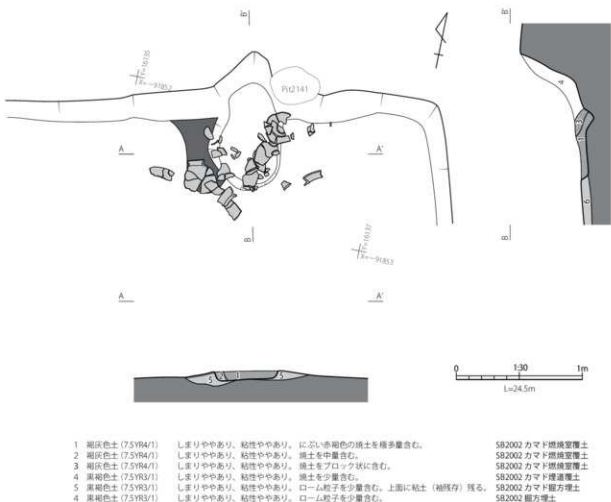 B'
B'
Y=16135
X=-91852
Pit2141
4
3
1
A
A'
6
B
B
Y=16137
X=-91853
A
A'
5
2
1
5
0
1:30
1m
L=24.5m
1 褐灰色土 (7.5YR4/1) しまりややあり、粘性ややあり。にぶい赤褐色の焼土を極多量含む。 SB2002 カマド燃焼室覆土
2 褐灰色土 (7.5YR4/1) しまりややあり、粘性ややあり。焼土を中量含む。 SB2002 カマド燃焼室覆土
3 褐灰色土 (7.5YR4/1) しまりややあり、粘性ややあり。焼土をブロック状に含む。 SB2002 カマド燃焼室覆土
4 黒褐色土 (7.5YR3/1) しまりややあり、粘性ややあり。焼土を少量含む。 SB2002 カマド煙道覆土
5 黒褐色土 (7.5YR3/1) しまりややあり、粘性ややあり。ローム粒子を少量含む。上面に粘土（袖残存）残る。 SB2002 カマド掘方埋土
4 黒褐色土 (7.5YR3/1) しまりややあり、粘性ややあり。ローム粒子を少量含む。 SB2002 掘方埋土